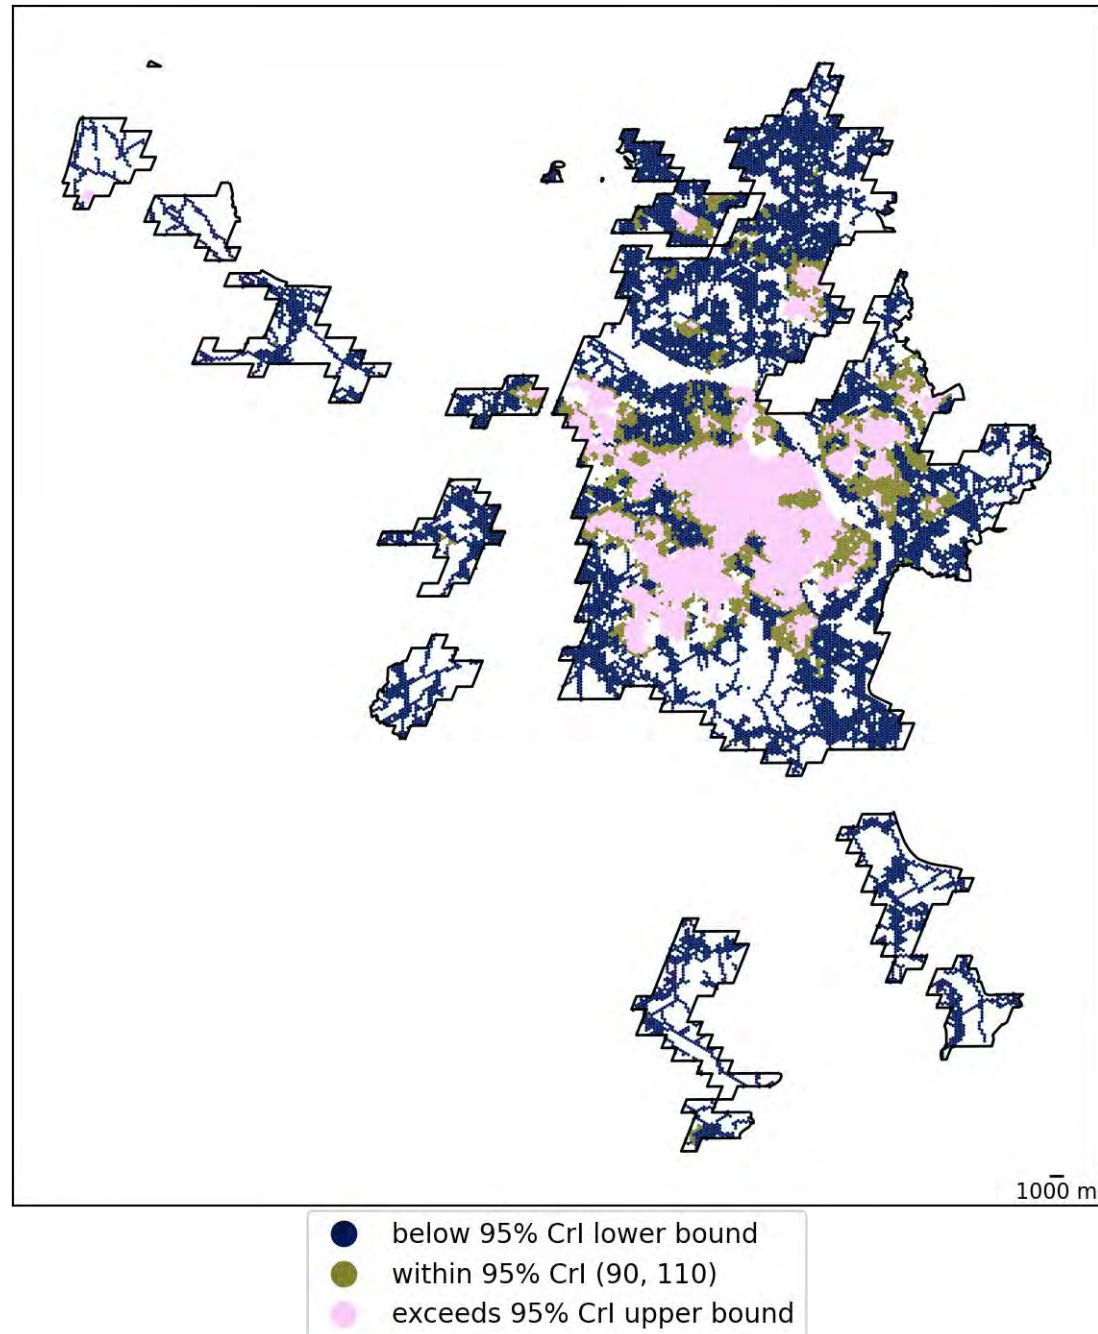 1000 m
below 95% CrI lower bound
within 95% CrI (90, 110)
exceeds 95% CrI upper bound